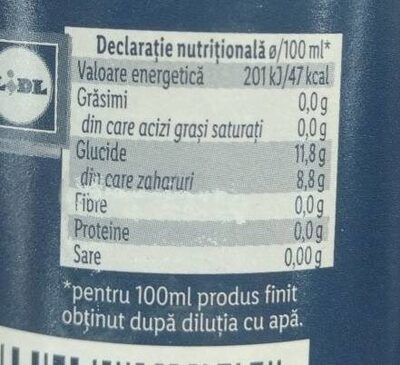 Declarație nutrițională ø/100 ml*
Valoare energetică 201 kJ/47 kcal
Grăsimi 0,0 g
din care acizi grași saturați 0,0 g
Glucide 11,8 g
din care zaharuri 8,8 g
Fibre 0,0 g
Proteine 0,0 g
Sare 0,00 g
LIDL
*pentru 100ml produs finit
obținut după diluția cu apă.